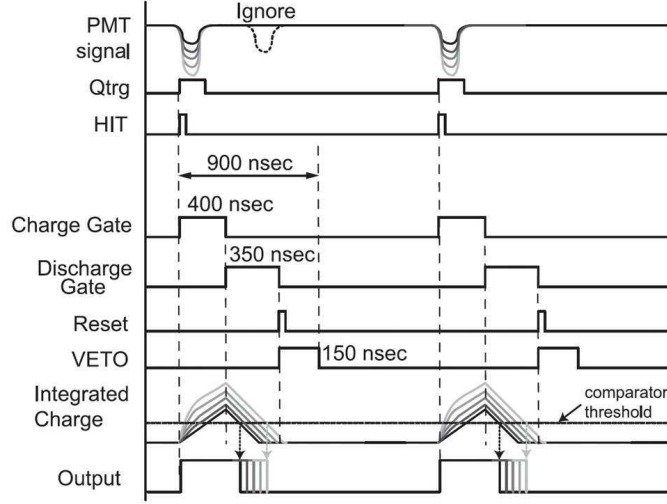 PMT
signal
Ignore
Qtrg
HIT
900 nsec
400 nsec
Charge Gate
350 nsec
Discharge
Gate
Reset
VETO
150 nsec
Integrated
Charge
comparator
threshold
Output